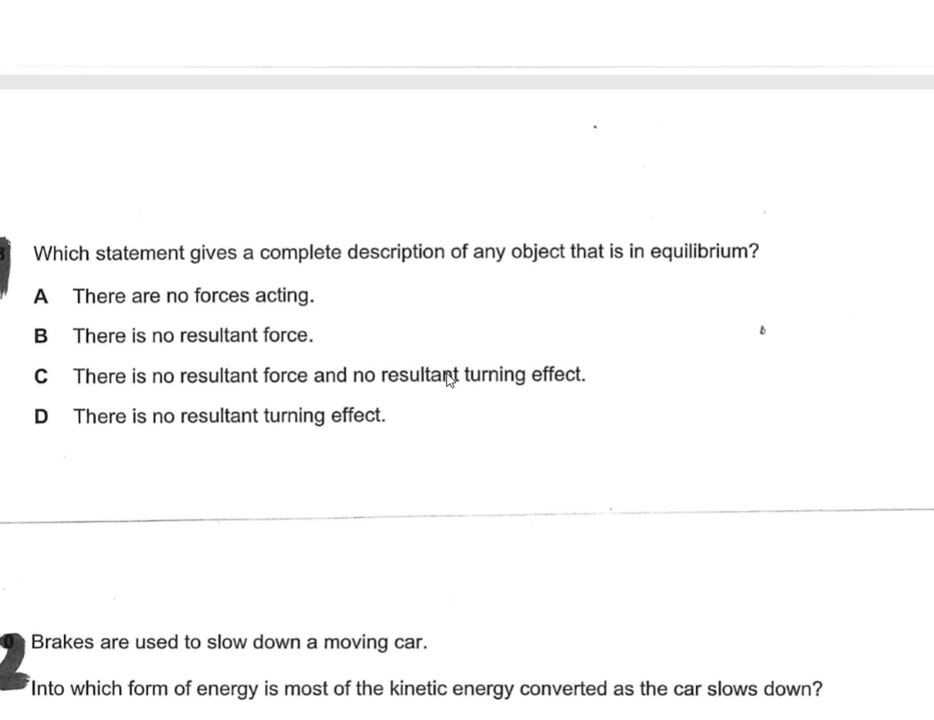 Which statement gives a complete description of any object that is in equilibrium?
A There are no forces acting.
B There is no resultant force.
C There is no resultant force and no resultant turning effect.
D There is no resultant turning effect.
2 Brakes are used to slow down a moving car.
Into which form of energy is most of the kinetic energy converted as the car slows down?